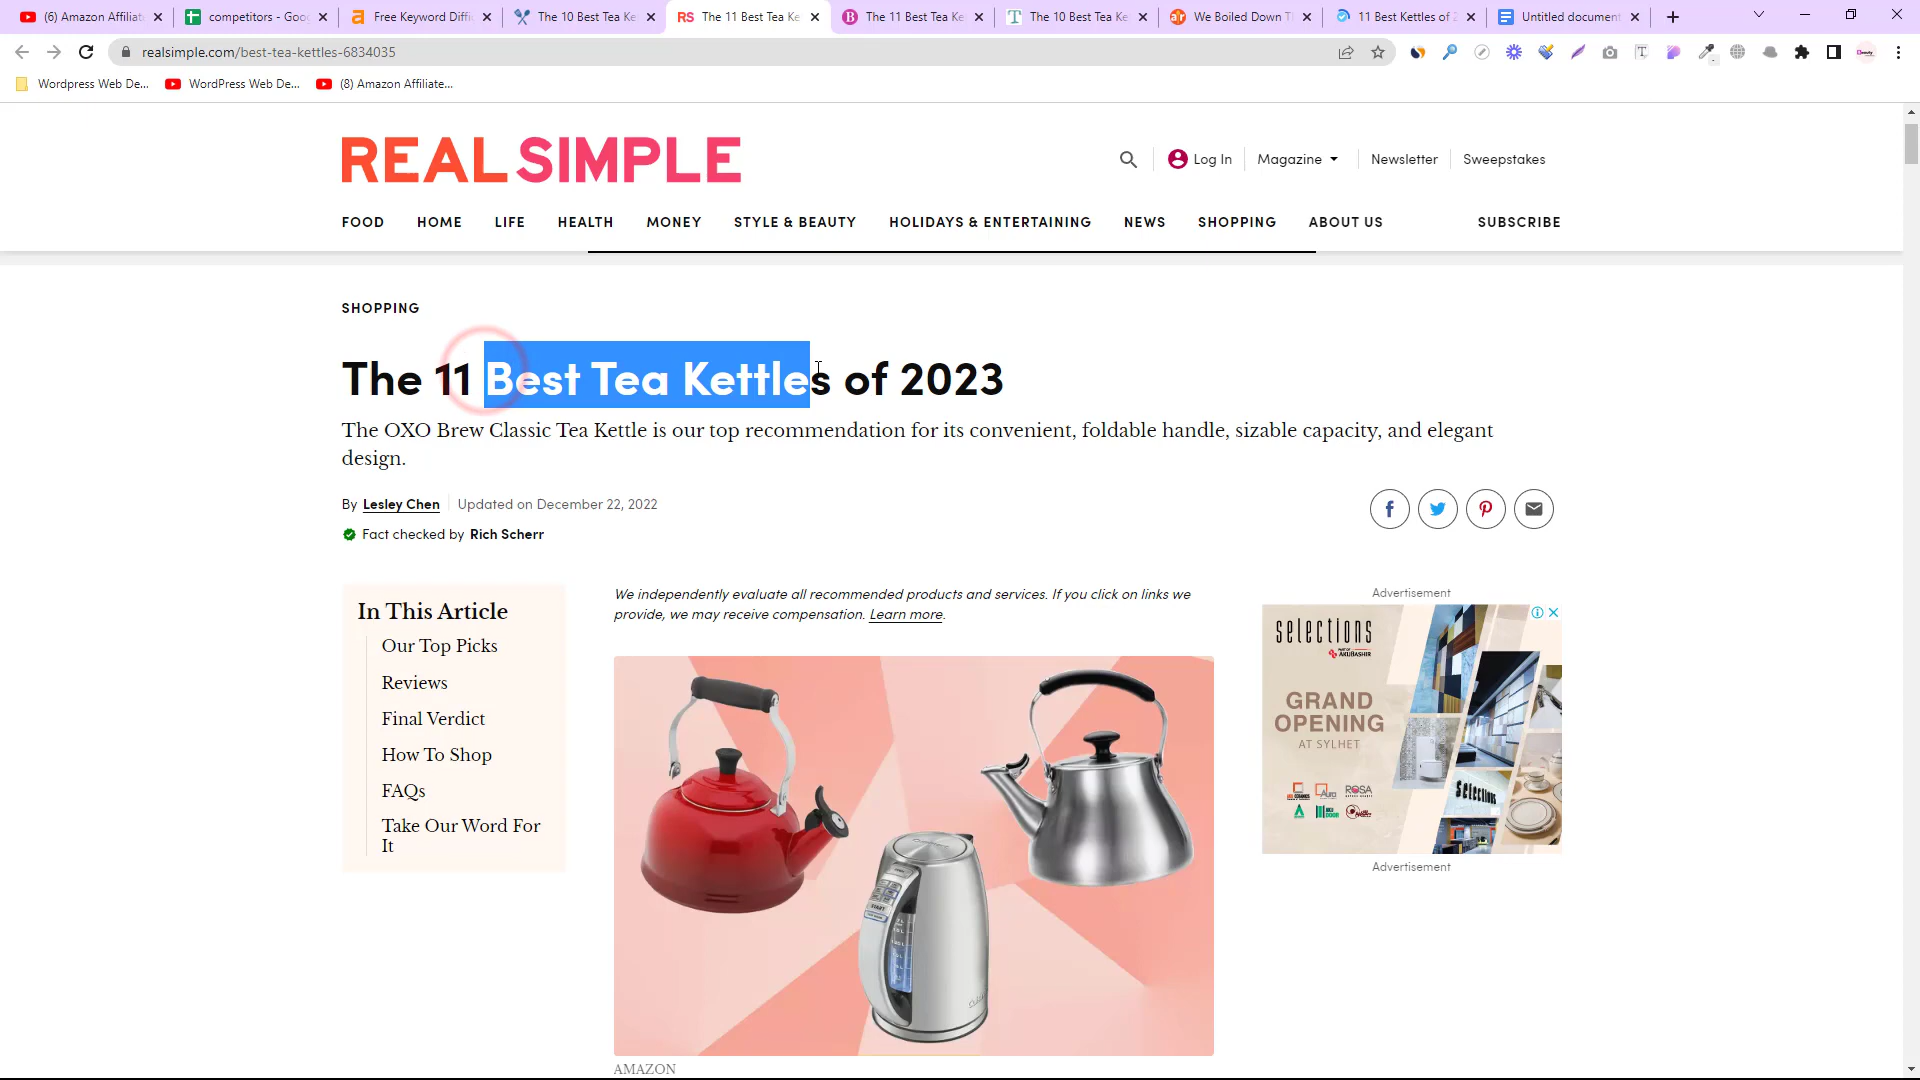 (6) Amazon Affiliat
competitors - Goo
Free Keyword Diffi
The 10 Best Tea Ke
RS The 11 Best Tea Ke
The 11 Best Tea Ke
The 10 Best Tea Ke
We Boiled Down T
11 Best Kettles of 2
Untitled document
realsimple.com/best-tea-kettles-6834035
Wordpress Web De...
WordPress Web De...
(8) Amazon Affiliate...
REALSIMPLE
Log In
Magazine
Newsletter
Sweepstakes
FOOD HOME LIFE HEALTH MONEY STYLE & BEAUTY HOLIDAYS & ENTERTAINING NEWS SHOPPING ABOUT US SUBSCRIBE
SHOPPING
The 11 Best Tea Kettles of 2023
The OXO Brew Classic Tea Kettle is our top recommendation for its convenient, foldable handle, sizable capacity, and elegant
design.
By Lesley Chen Updated on December 22, 2022
Fact checked by Rich Scherr
In This Article
Our Top Picks
Reviews
Final Verdict
How To Shop
FAQs
Take Our Word For
It
We independently evaluate all recommended products and services. If you click on links we
provide, we may receive compensation. Learn more.
AMAZON
Advertisement
selections
PART OF AKLIBASHIR
GRAND
OPENING
AT SYLHET
ROSA
selections
Advertisement